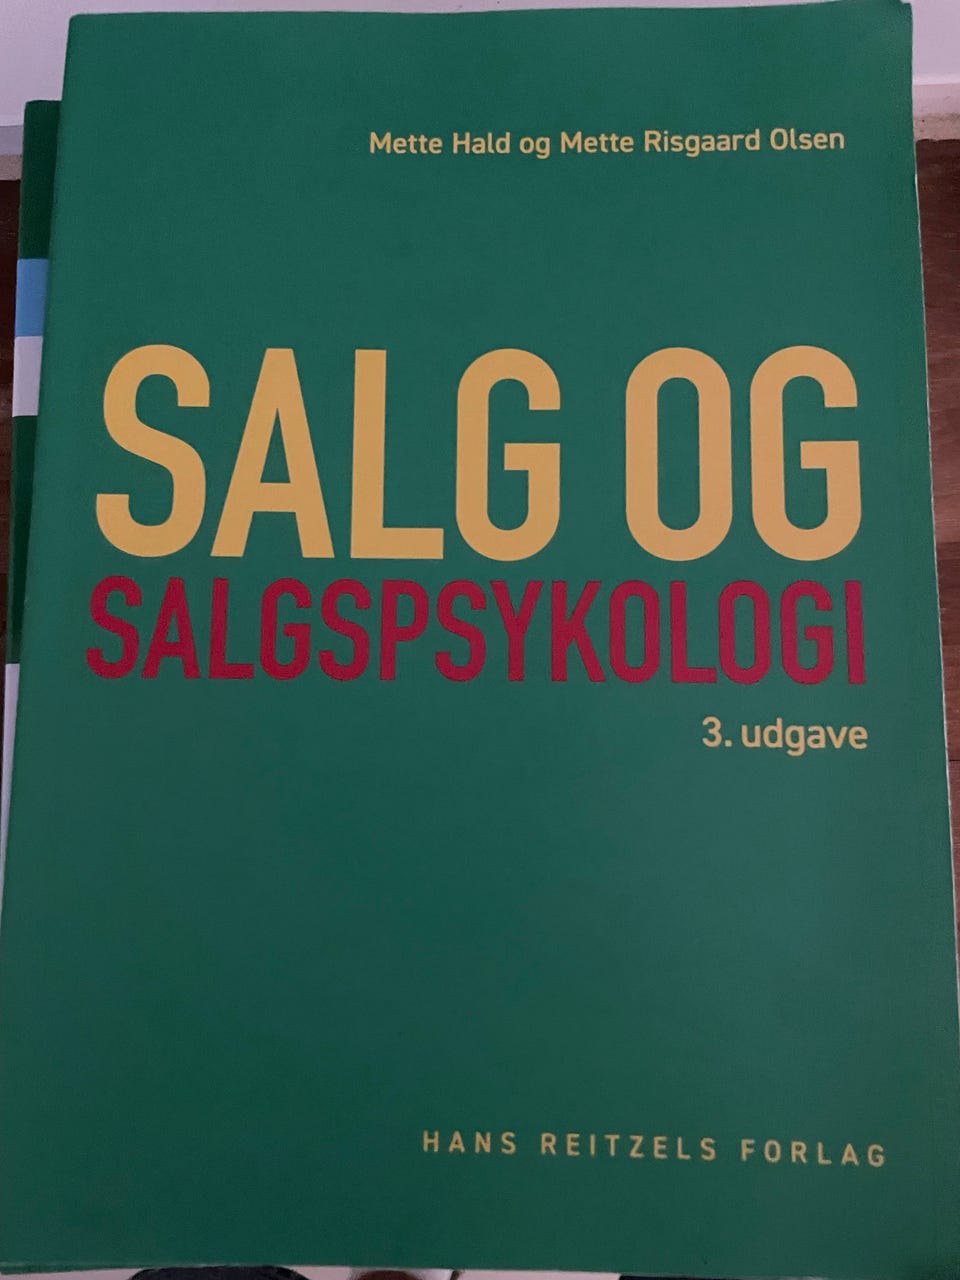 Mette Hald og Mette Risgaard Olsen
SALG OG
SALGSPSYKOLOGI
3. udgave
HANS REITZELS FORLAG